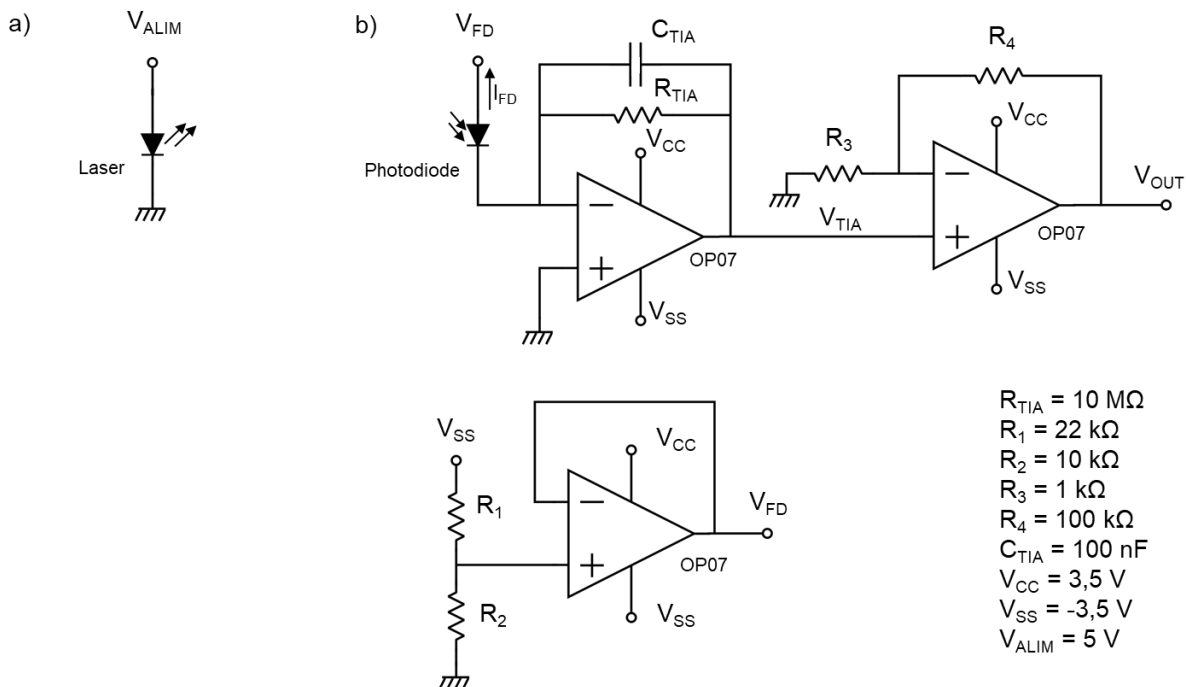 a)
V_ALIM
Laser
b)
V_FD
I_FD
Photodiode
C_TIA
R_TIA
V_CC
OP07
V_SS
V_TIA
R_3
R_4
V_CC
OP07
V_SS
V_OUT
V_SS
R_1
R_2
V_CC
OP07
V_SS
V_FD
R_TIA = 10 MΩ
R_1 = 22 kΩ
R_2 = 10 kΩ
R_3 = 1 kΩ
R_4 = 100 kΩ
C_TIA = 100 nF
V_CC = 3,5 V
V_SS = -3,5 V
V_ALIM = 5 V